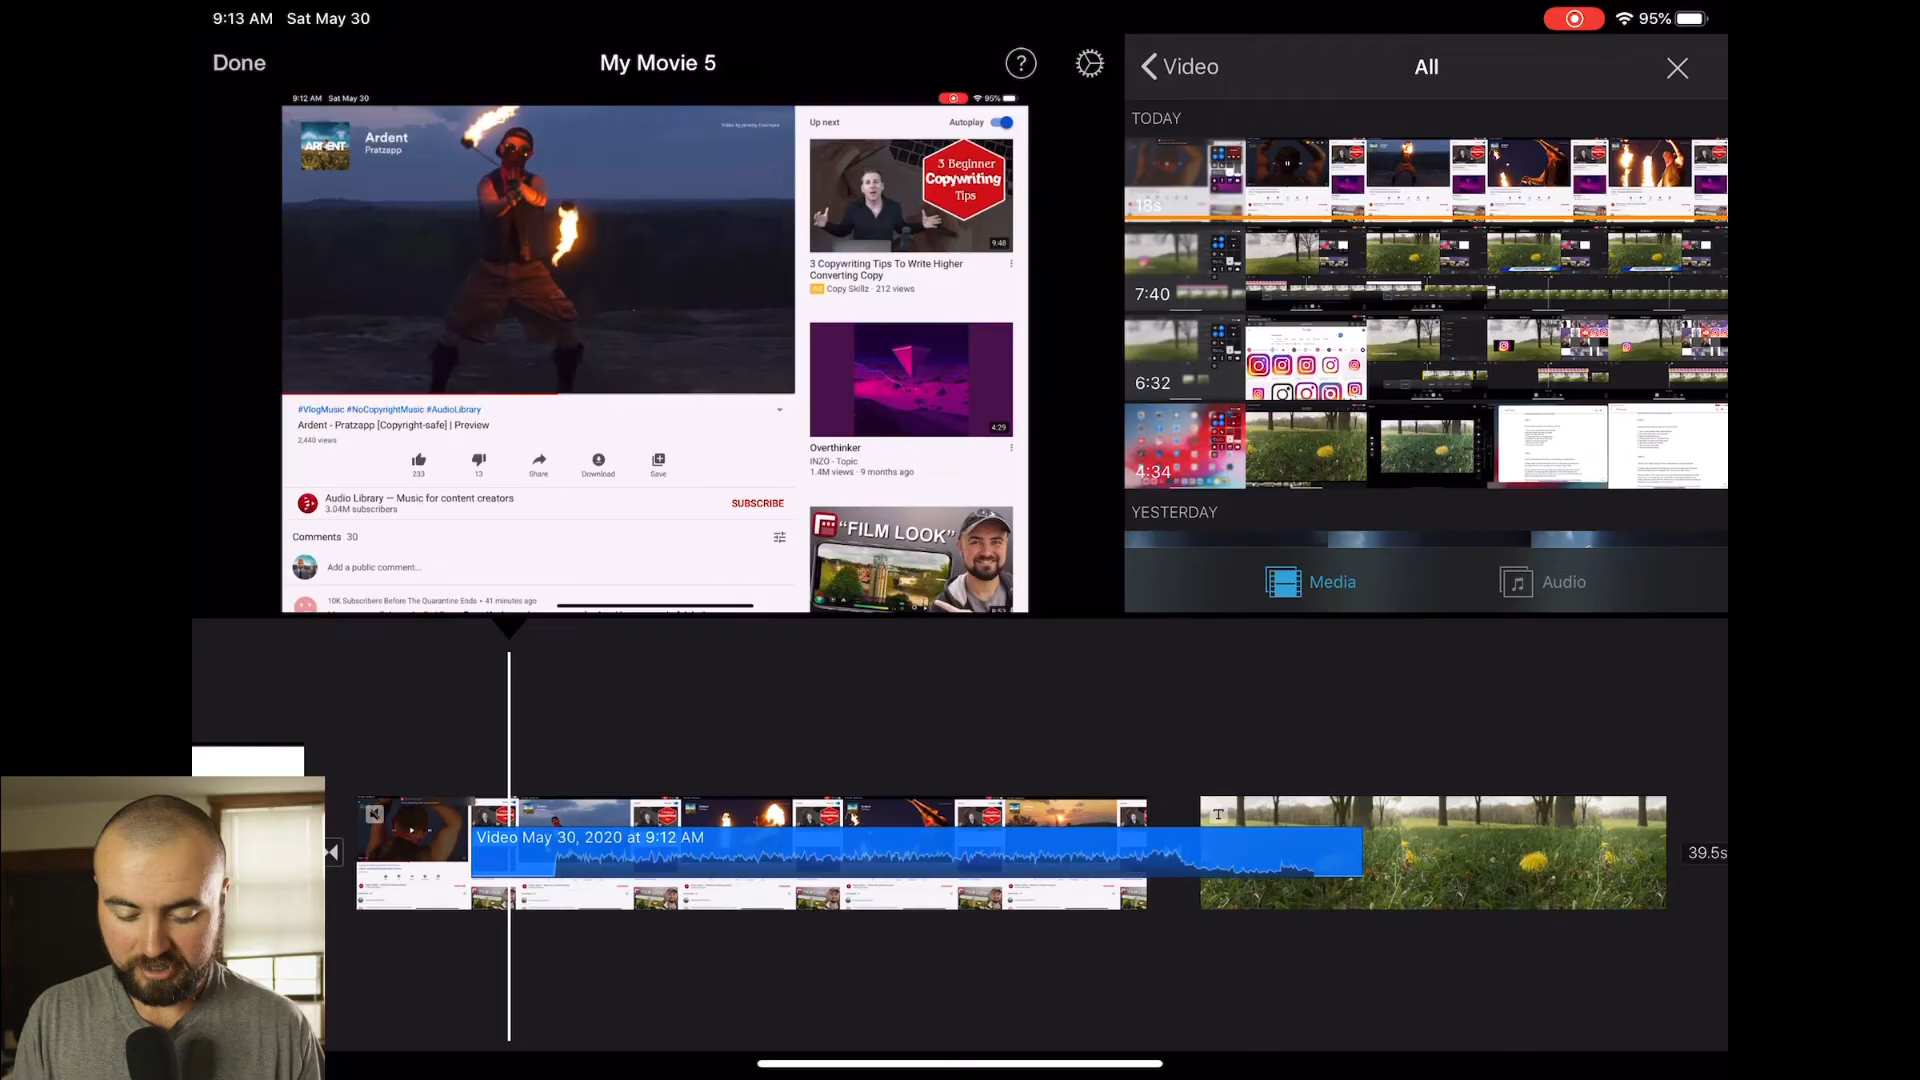 9:13 AM Sat May 30
95%
Done
My Movie 5
?
Video
All
9:12 AM Sat May 30
95%
Ardent
Pratzapp
ARDENT
Up next
Autoplay
3 Beginner
Copywriting
Tips
9:48
3 Copywriting Tips To Write Higher
Converting Copy
Ad Copy Skillz · 212 views
4:29
Overthinker
INZO - Topic
1.4M views · 9 months ago
"FILM LOOK"
8:53
#VlogMusic #NoCopyrightMusic #AudioLibrary
Ardent - Pratzapp [Copyright-safe] | Preview
2,440 views
233
13
Share
Download
Save
Audio Library — Music for content creators
3.04M subscribers
SUBSCRIBE
Comments 30
Add a public comment...
10K Subscribers Before The Quarantine Ends • 41 minutes ago
TODAY
18s
7:40
6:32
4:34
YESTERDAY
Media
Audio
T
Video May 30, 2020 at 9:12 AM
39.5s